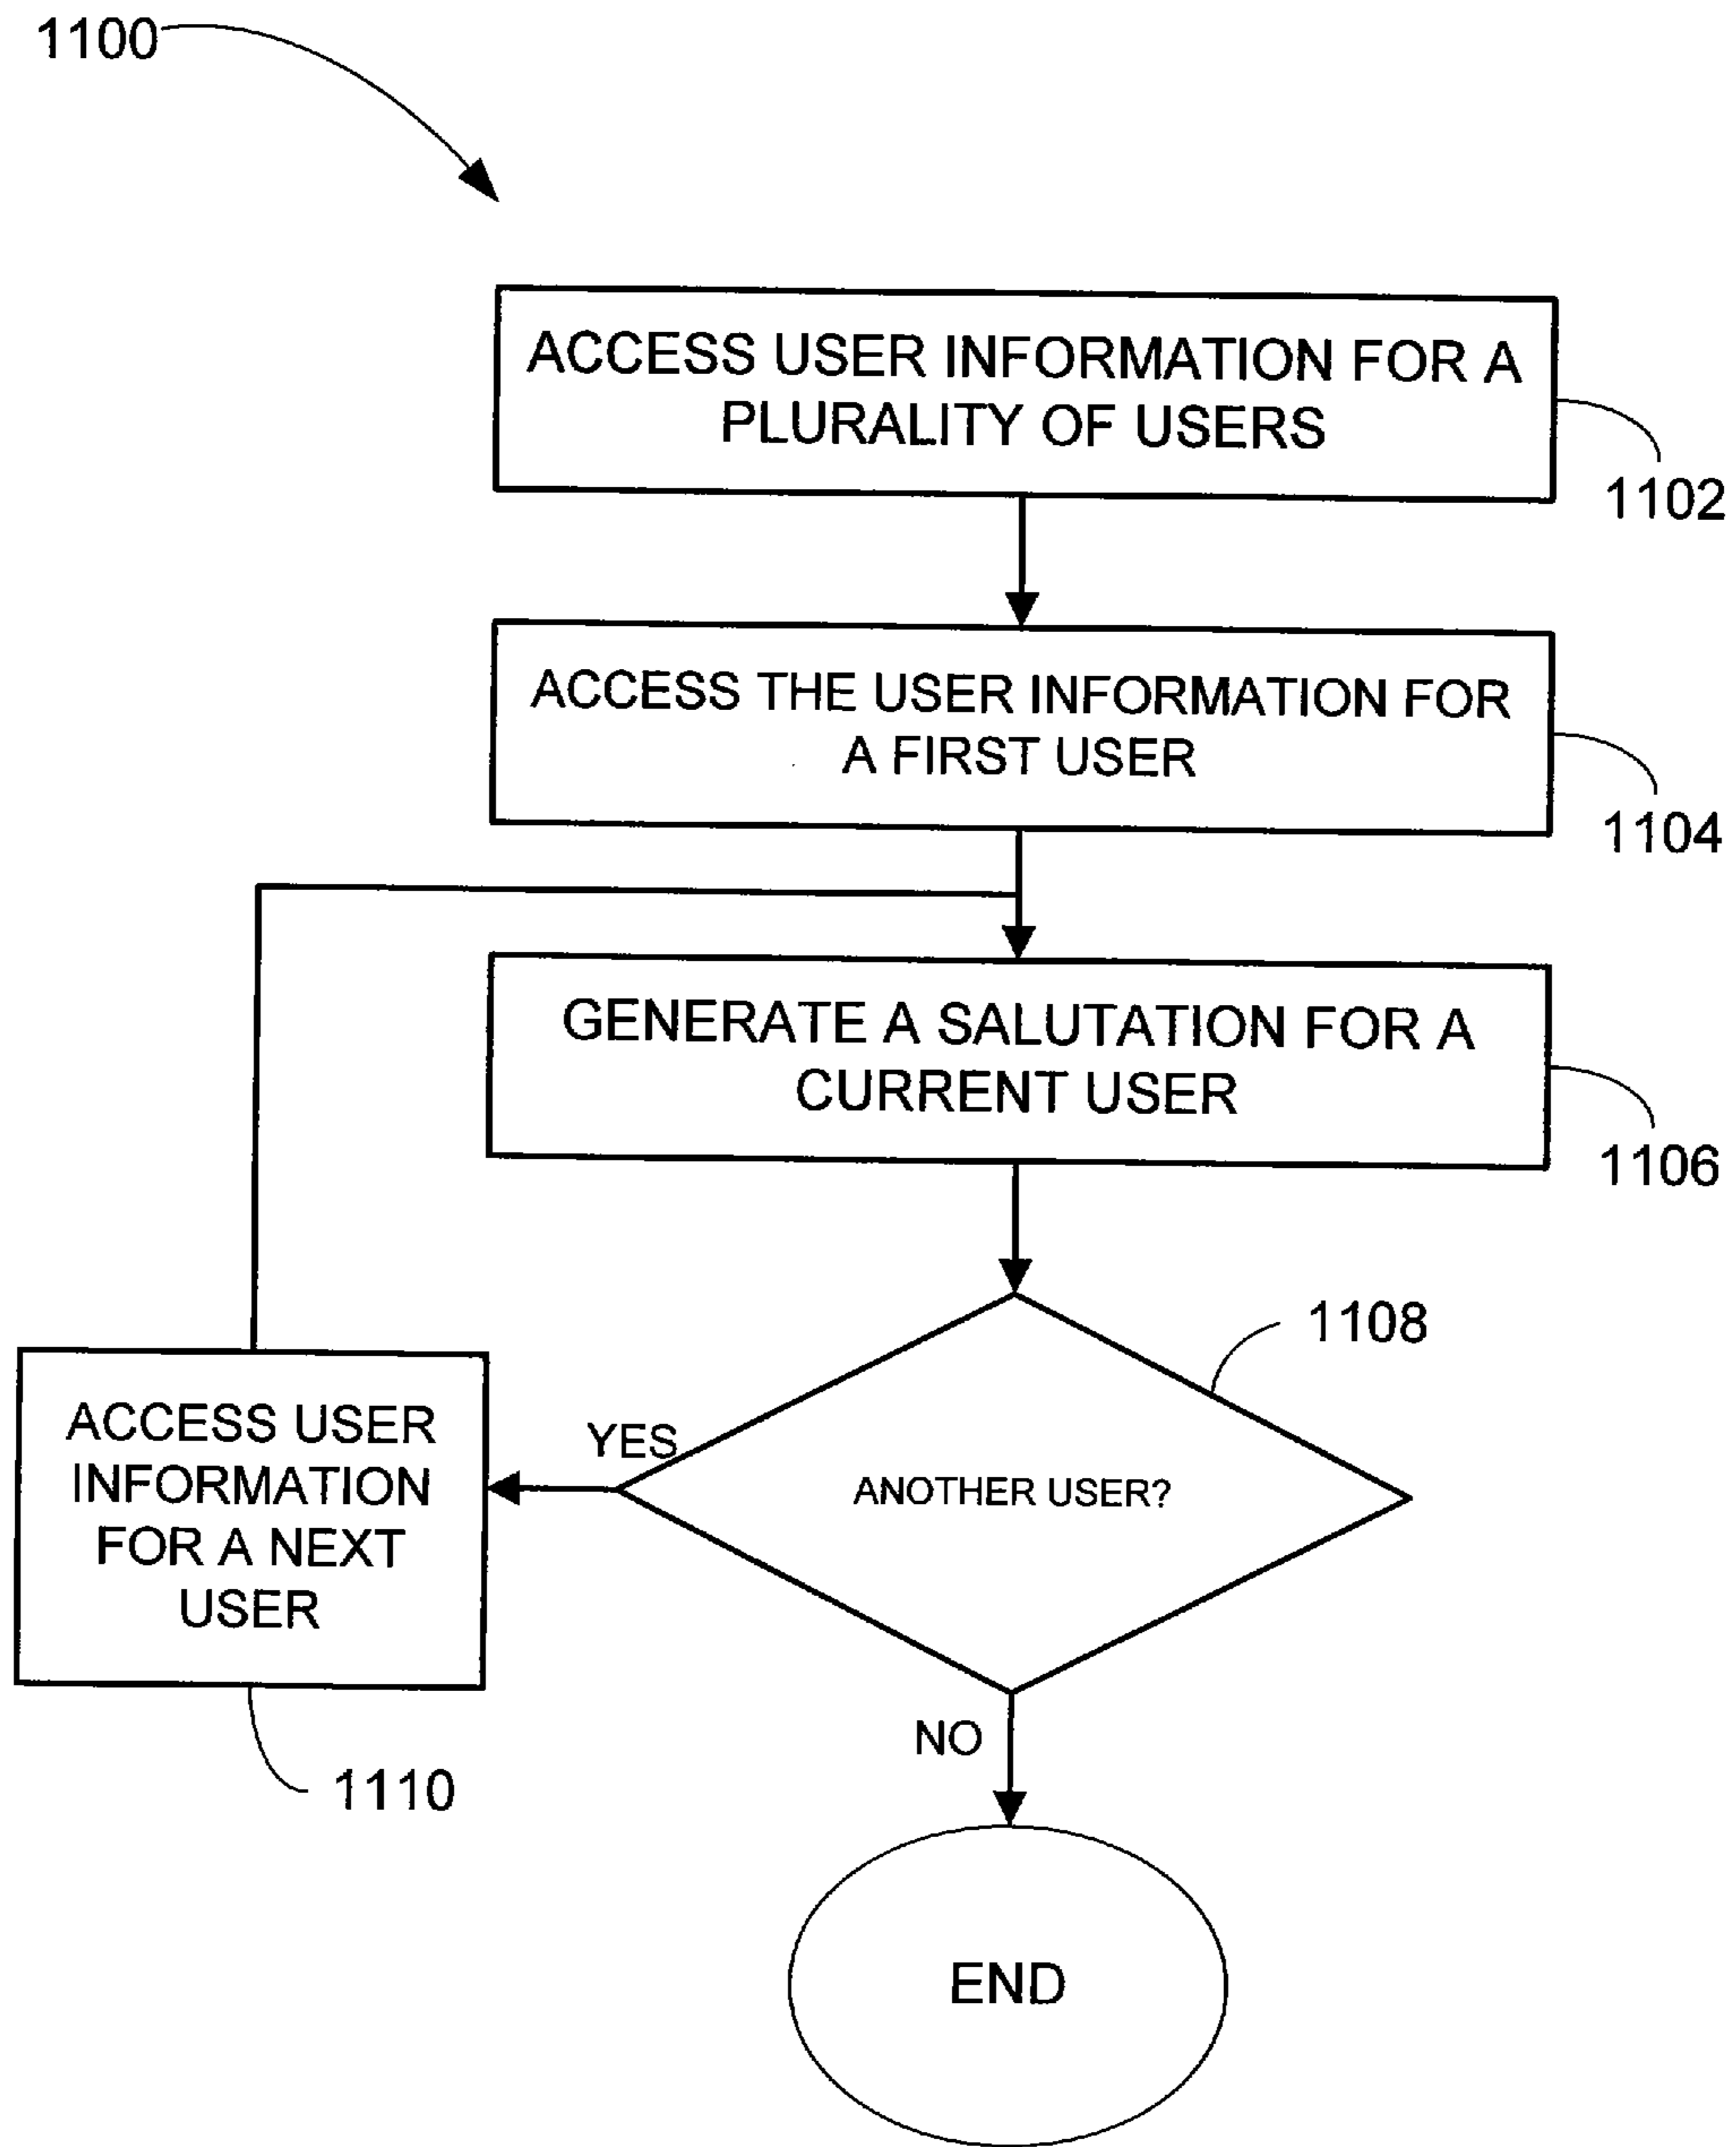 1100
ACCESS USER INFORMATION FOR A
PLURALITY OF USERS
1102
ACCESS THE USER INFORMATION FOR
A FIRST USER
1104
GENERATE A SALUTATION FOR A
CURRENT USER
1106
1108
ANOTHER USER?
YES
ACCESS USER
INFORMATION
FOR A NEXT
USER
1110
NO
END